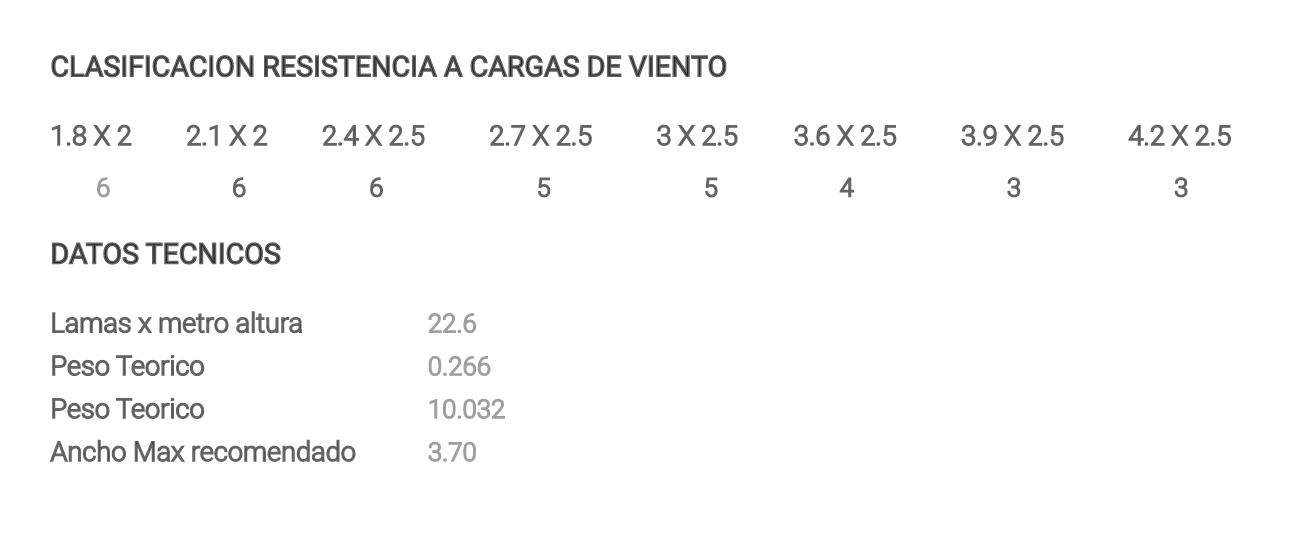 CLASIFICACION RESISTENCIA A CARGAS DE VIENTO
1.8 X 2 2.1 X 2 2.4 X 2.5 2.7 X 2.5 3 X 2.5 3.6 X 2.5 3.9 X 2.5 4.2 X 2.5
6 6 6 5 5 4 3 3
DATOS TECNICOS
Lamas x metro altura 22.6
Peso Teorico 0.266
Peso Teorico 10.032
Ancho Max recomendado 3.70